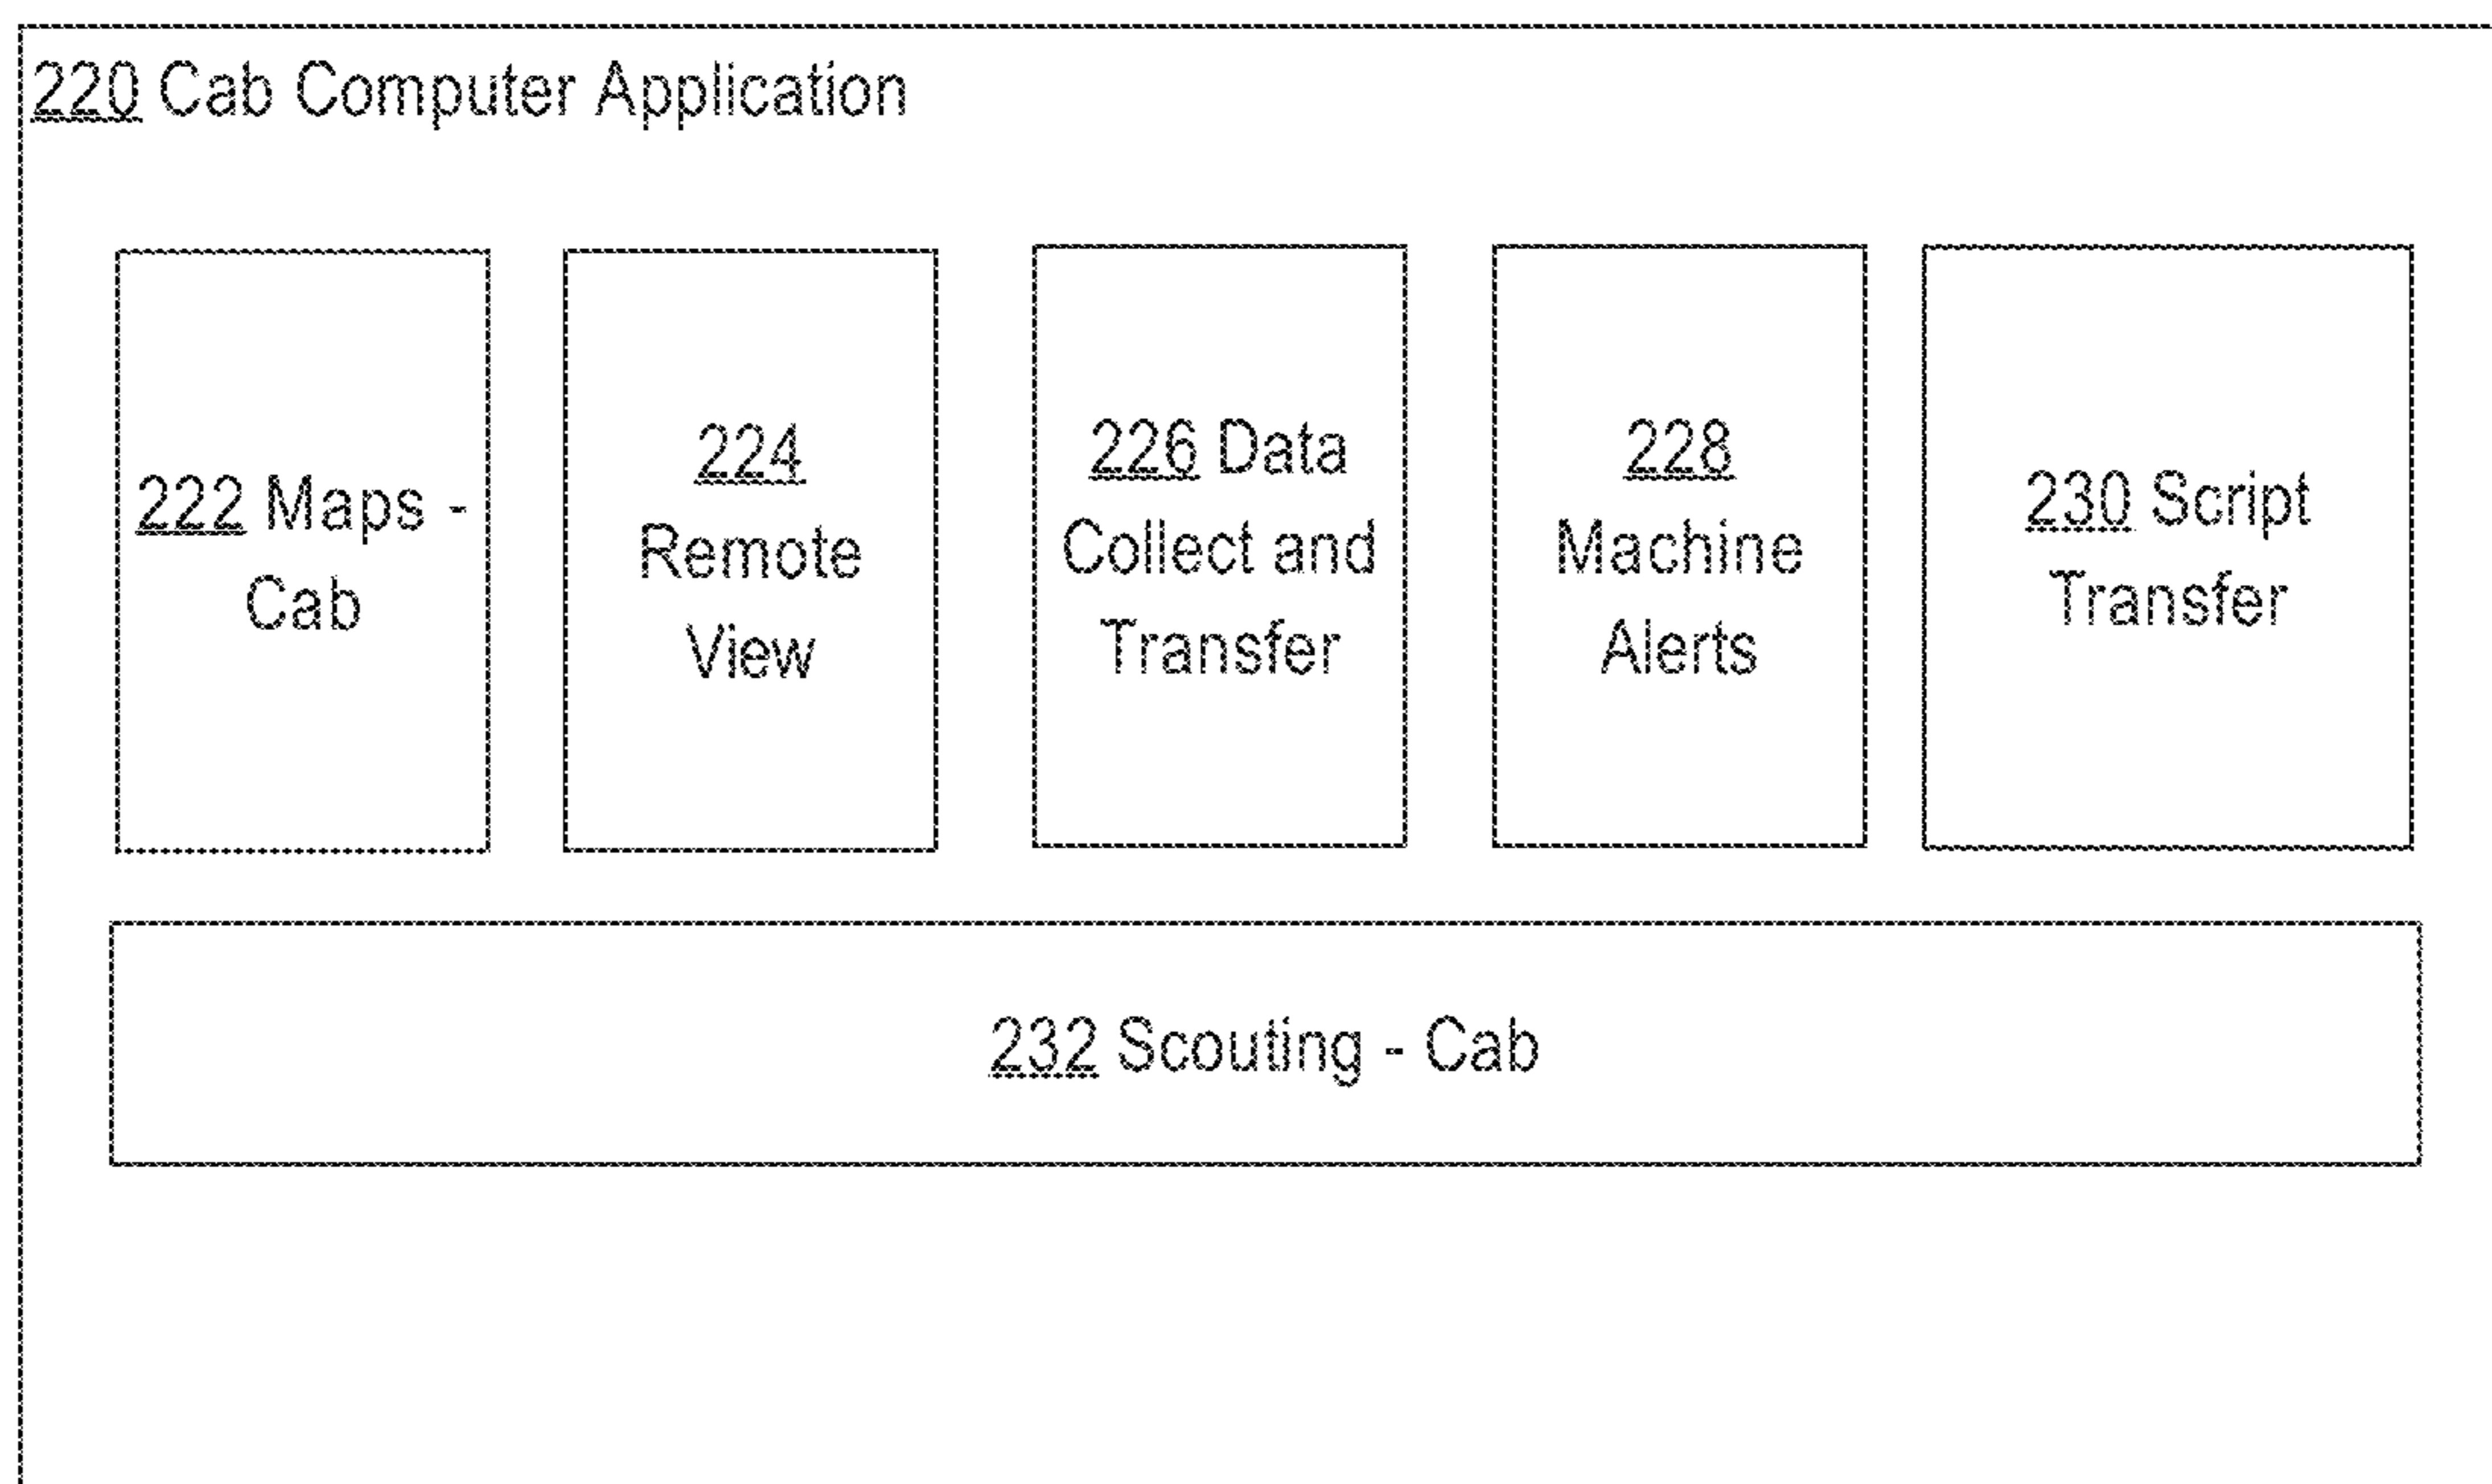 220 Cab Computer Application
222 Maps -
Cab
224
Remote
View
226 Data
Collect and
Transfer
228
Machine
Alerts
230 Script
Transfer
232 Scouting - Cab